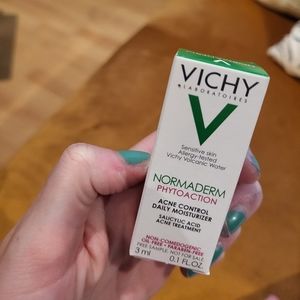 VICHY
LABORATOIRES
Sensitive skin
Allergy-tested
Vichy Volcanic Water
NORMADERM
PHYTOACTION
ACNE CONTROL
DAILY MOISTURIZER
SALICYLIC ACID
ACNE TREATMENT
NON-COMEDOGENIC
OIL-FREE • PARABEN-FREE
FREE SAMPLE: NOT FOR SALE
3 ml 0.1 FL.OZ.